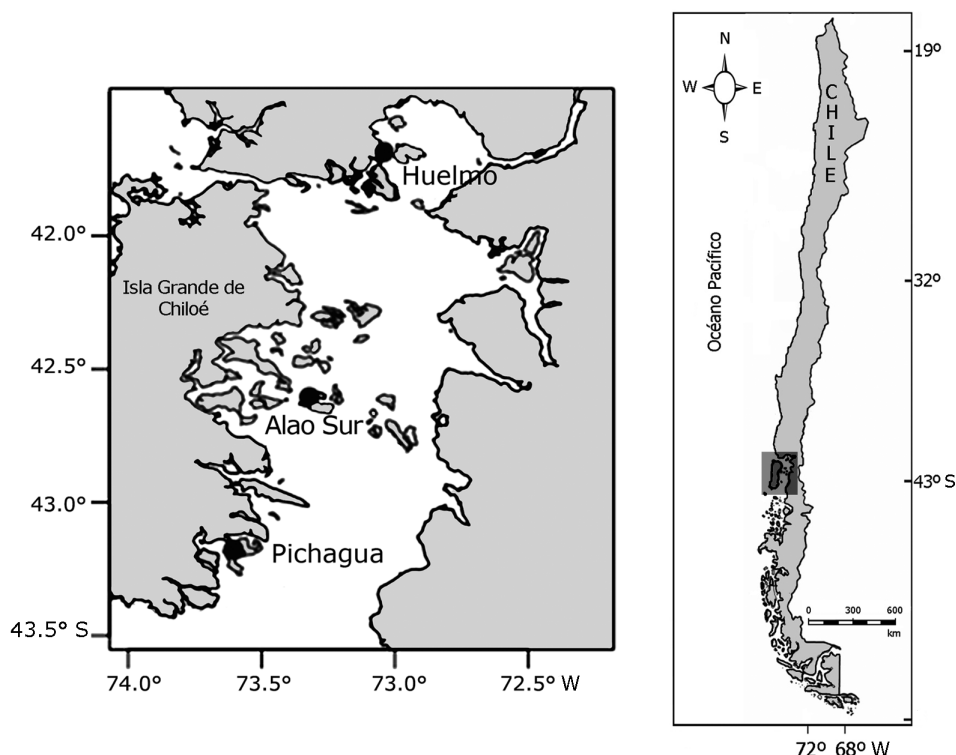 Huelmo
42.0°
Isla Grande de
Chiloé
42.5°
Alao Sur
43.0°
Pichagua
43.5° S
74.0°
73.5°
73.0°
72.5° W
N
W
E
S
CHILE
19°
Océano Pacífico
32°
43° S
0 300 600
km
72° 68° W